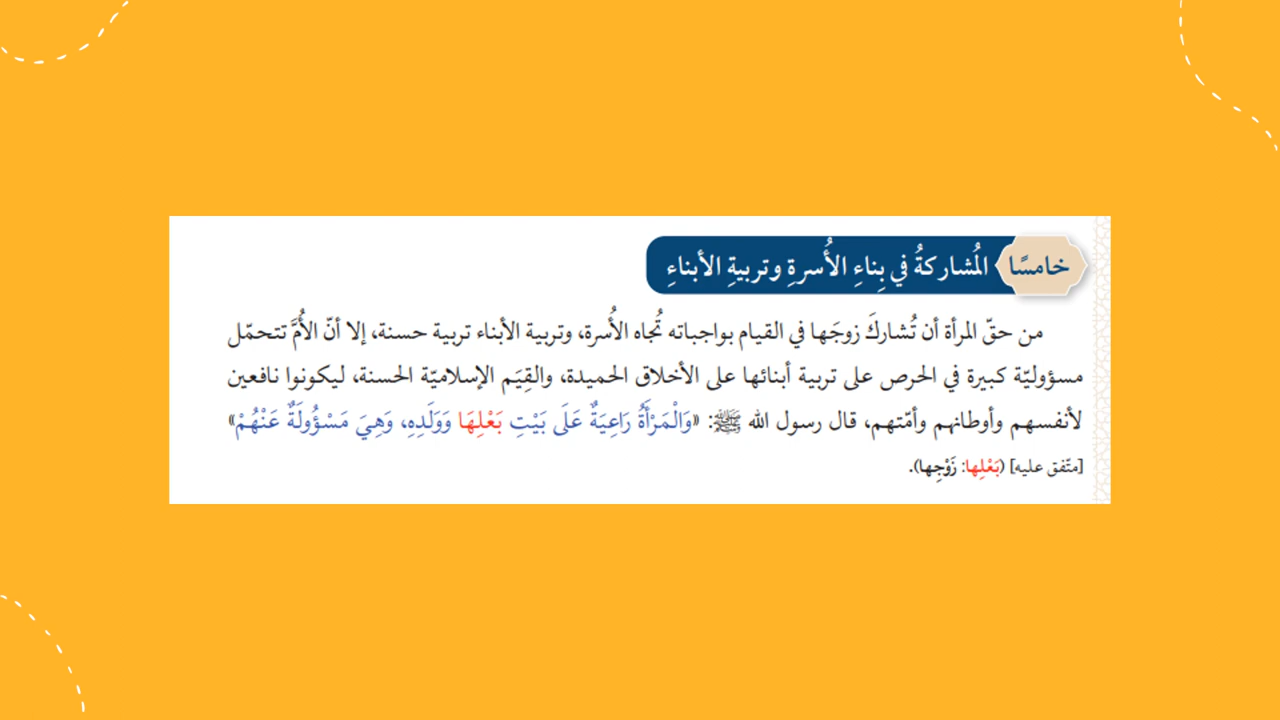 خامسًا المُشاركةُ في بِناءِ الأُسرةِ وتربيةِ الأبناءِ
من حقّ المرأة أن تُشاركَ زوجَها في القيام بواجباته تُجاه الأُسرة، وتربية الأبناء تربية حسنة، إلا أنّ الأُمَّ تتحمّل
مسؤوليّة كبيرة في الحرص على تربية أبنائها على الأخلاق الحميدة، والقِيَم الإسلاميّة الحسنة، ليكونوا نافعين
لأنفسهم وأوطانهم وأمّتهم، قال رسول الله ﷺ: «وَالْمَرْأَةُ رَاعِيَةٌ عَلَى بَيْتِ بَعْلِهَا وَوَلَدِهِ، وَهِيَ مَسْؤُولَةٌ عَنْهُمْ»
[متّفق عليه] (بَعْلِها: زَوْجِها).